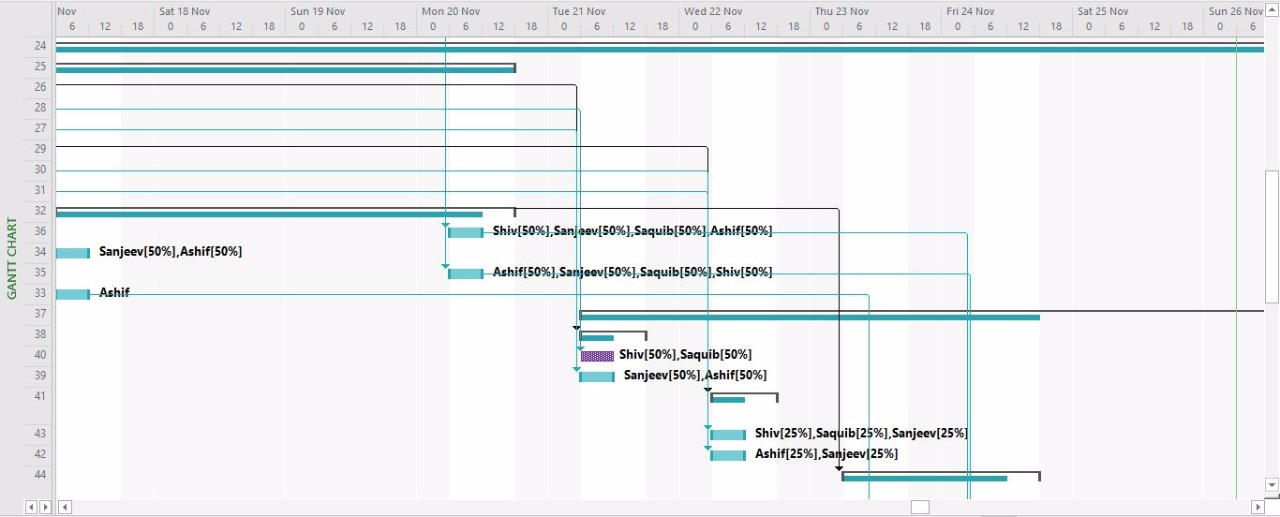 Nov Sat 18 Nov Sun 19 Nov Mon 20 Nov Tue 21 Nov Wed 22 Nov Thu 23 Nov Fri 24 Nov Sat 25 Nov Sun 26 Nov
6 12 18 0 6 12 18 0 6 12 18 0 6 12 18 0 6 12 18 0 6 12 18 0 6 12 18 0 6 12 18 0 6 12 18 0 6
24
25
26
28
27
29
30
31
32
36 Shiv[50%],Sanjeev[50%],Saquib[50%],Ashif[50%]
34 Sanjeev[50%],Ashif[50%]
35 Ashif[50%],Sanjeev[50%],Saquib[50%],Shiv[50%]
33 Ashif
37
38
40 Shiv[50%],Saquib[50%]
39 Sanjeev[50%],Ashif[50%]
41
43 Shiv[25%],Saquib[25%],Sanjeev[25%]
42 Ashif[25%],Sanjeev[25%]
44
GANTT CHART